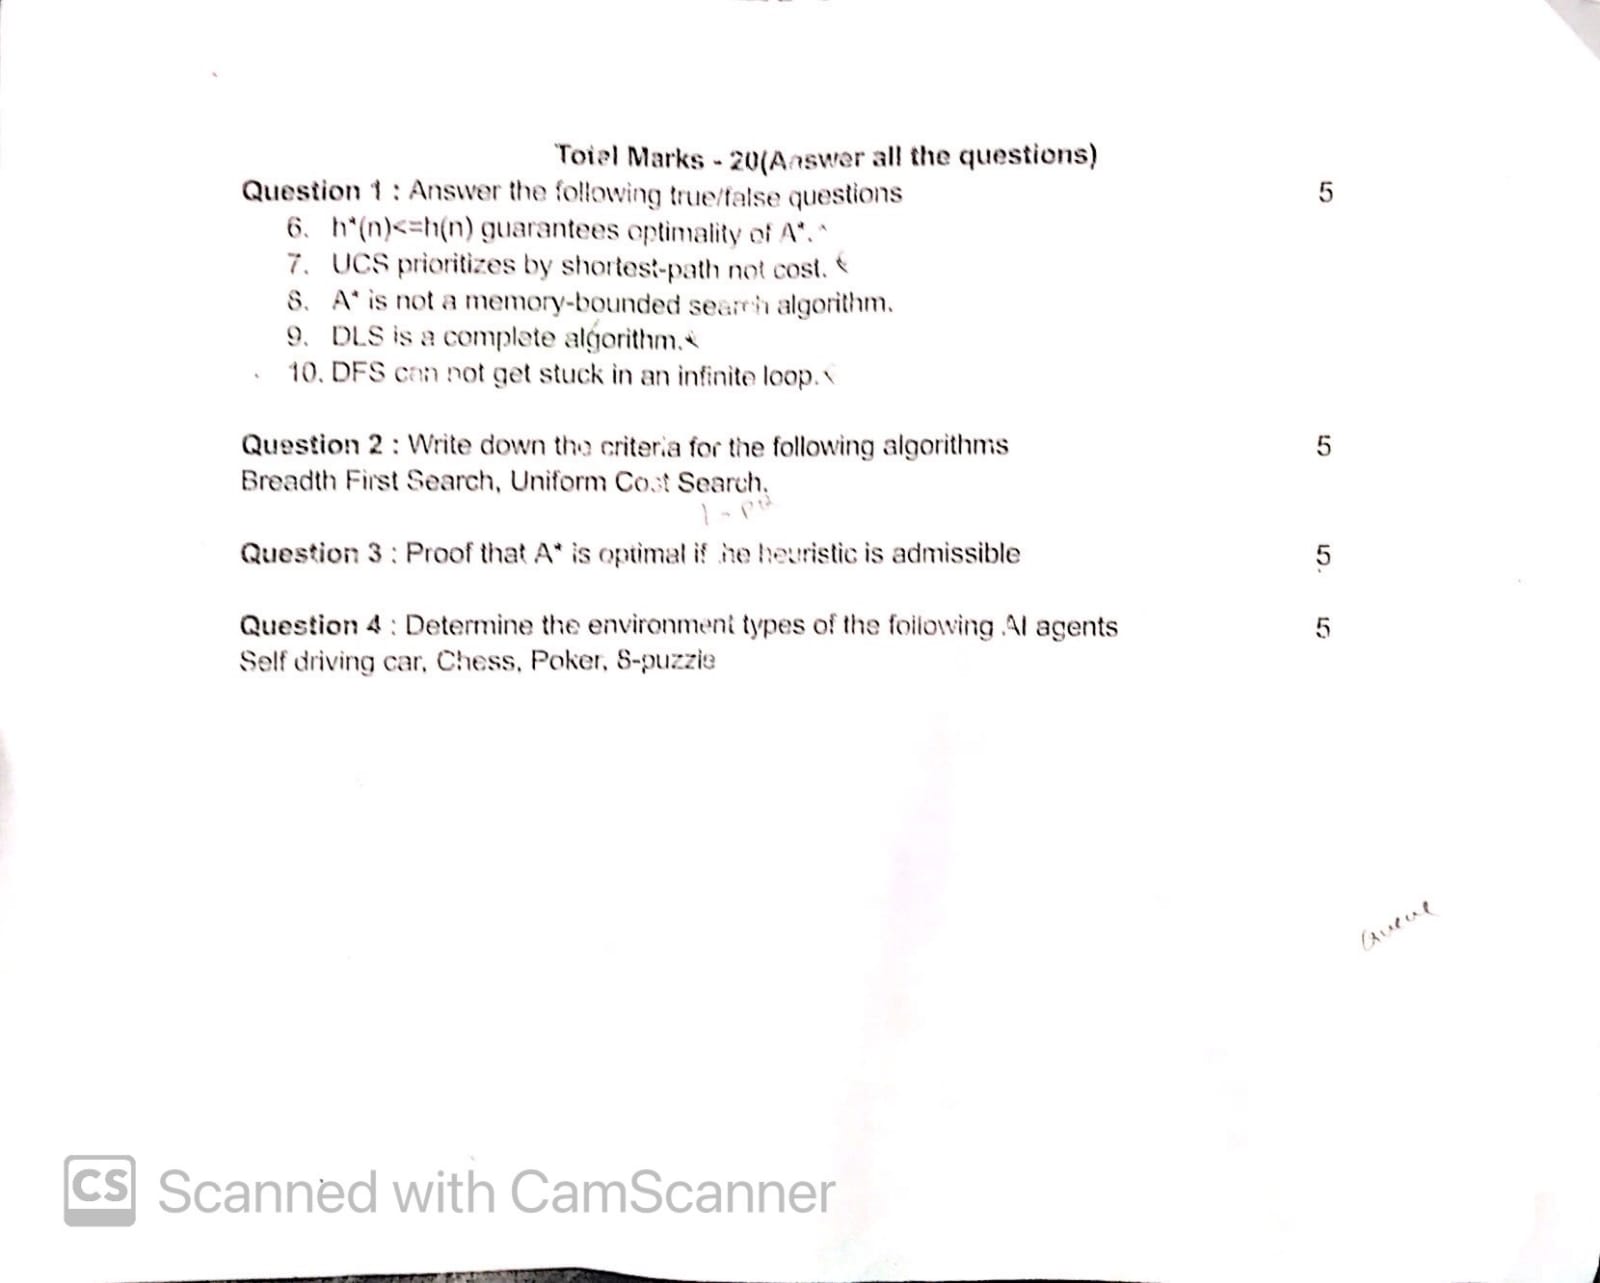 Total Marks - 20(Answer all the questions)
Question 1 : Answer the following true/false questions 5
6. h*(n)<=h(n) guarantees optimality of A*.
7. UCS prioritizes by shortest-path not cost.
8. A* is not a memory-bounded search algorithm.
9. DLS is a complete algorithm.
10. DFS can not get stuck in an infinite loop.
Question 2 : Write down the criteria for the following algorithms 5
Breadth First Search, Uniform Cost Search.
Question 3 : Proof that A* is optimal if he heuristic is admissible 5
Question 4 : Determine the environment types of the following AI agents 5
Self driving car, Chess, Poker, 8-puzzle
Queue
CS Scanned with CamScanner